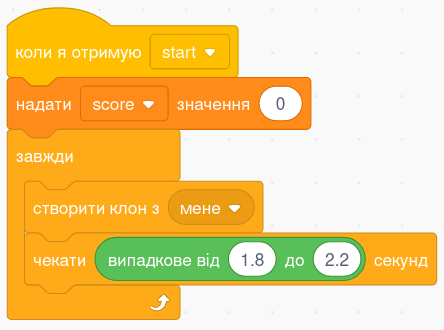 коли я отримую start
надати score значення 0
завжди
створити клон з мене
чекати випадкове від 1.8 до 2.2 секунд